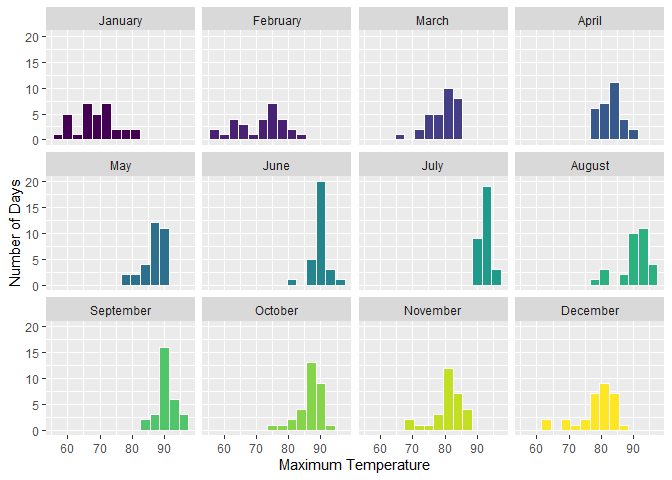 January February March April
20
15
10
5
0
May June July August
20
15
10
5
0
September October November December
20
15
10
5
0
60 70 80 90 60 70 80 90 60 70 80 90 60 70 80 90
Maximum Temperature
Number of Days